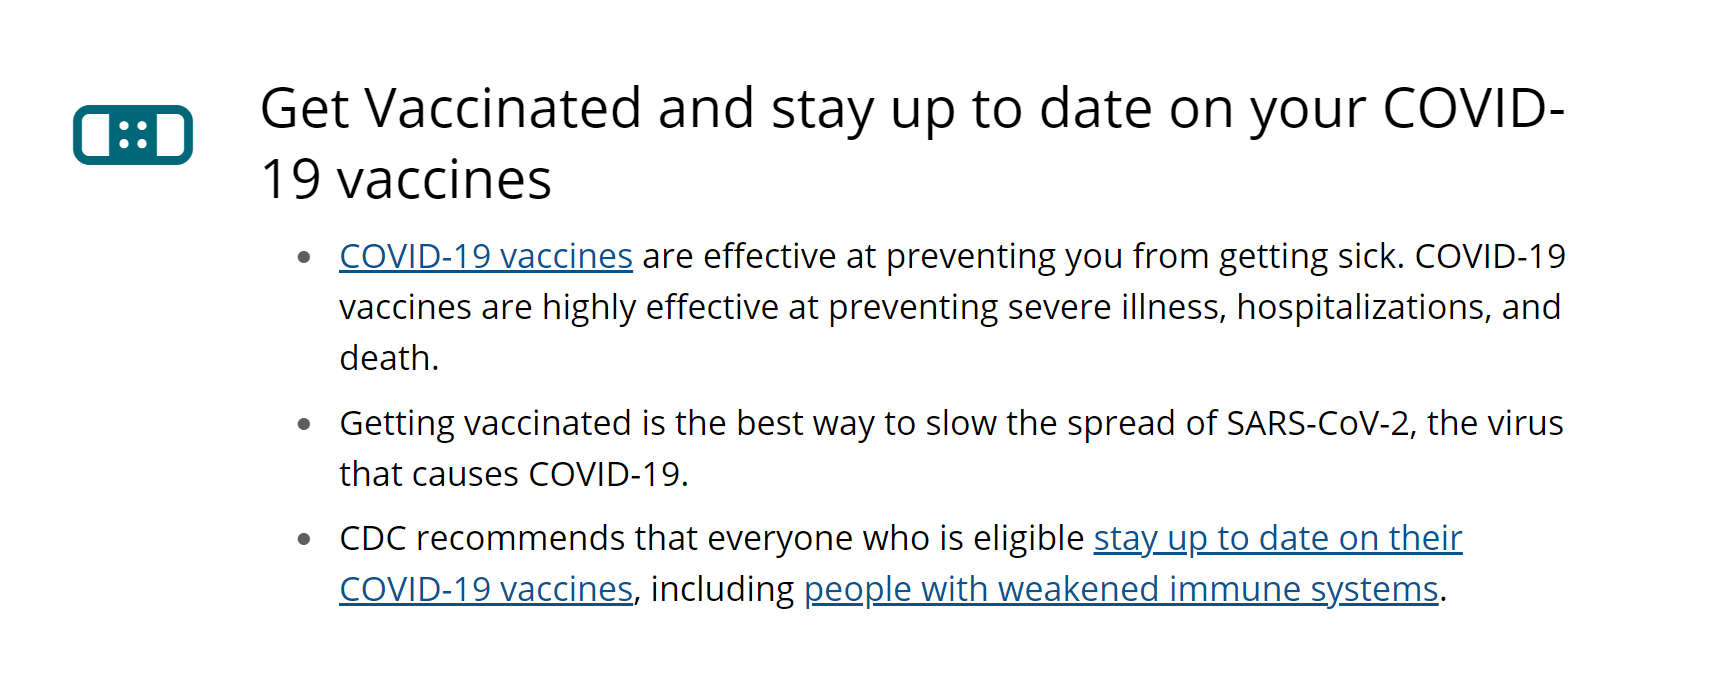 Get Vaccinated and stay up to date on your COVID-
19 vaccines
COVID-19 vaccines are effective at preventing you from getting sick. COVID-19
vaccines are highly effective at preventing severe illness, hospitalizations, and
death.
Getting vaccinated is the best way to slow the spread of SARS-CoV-2, the virus
that causes COVID-19.
CDC recommends that everyone who is eligible stay up to date on their
COVID-19 vaccines, including people with weakened immune systems.